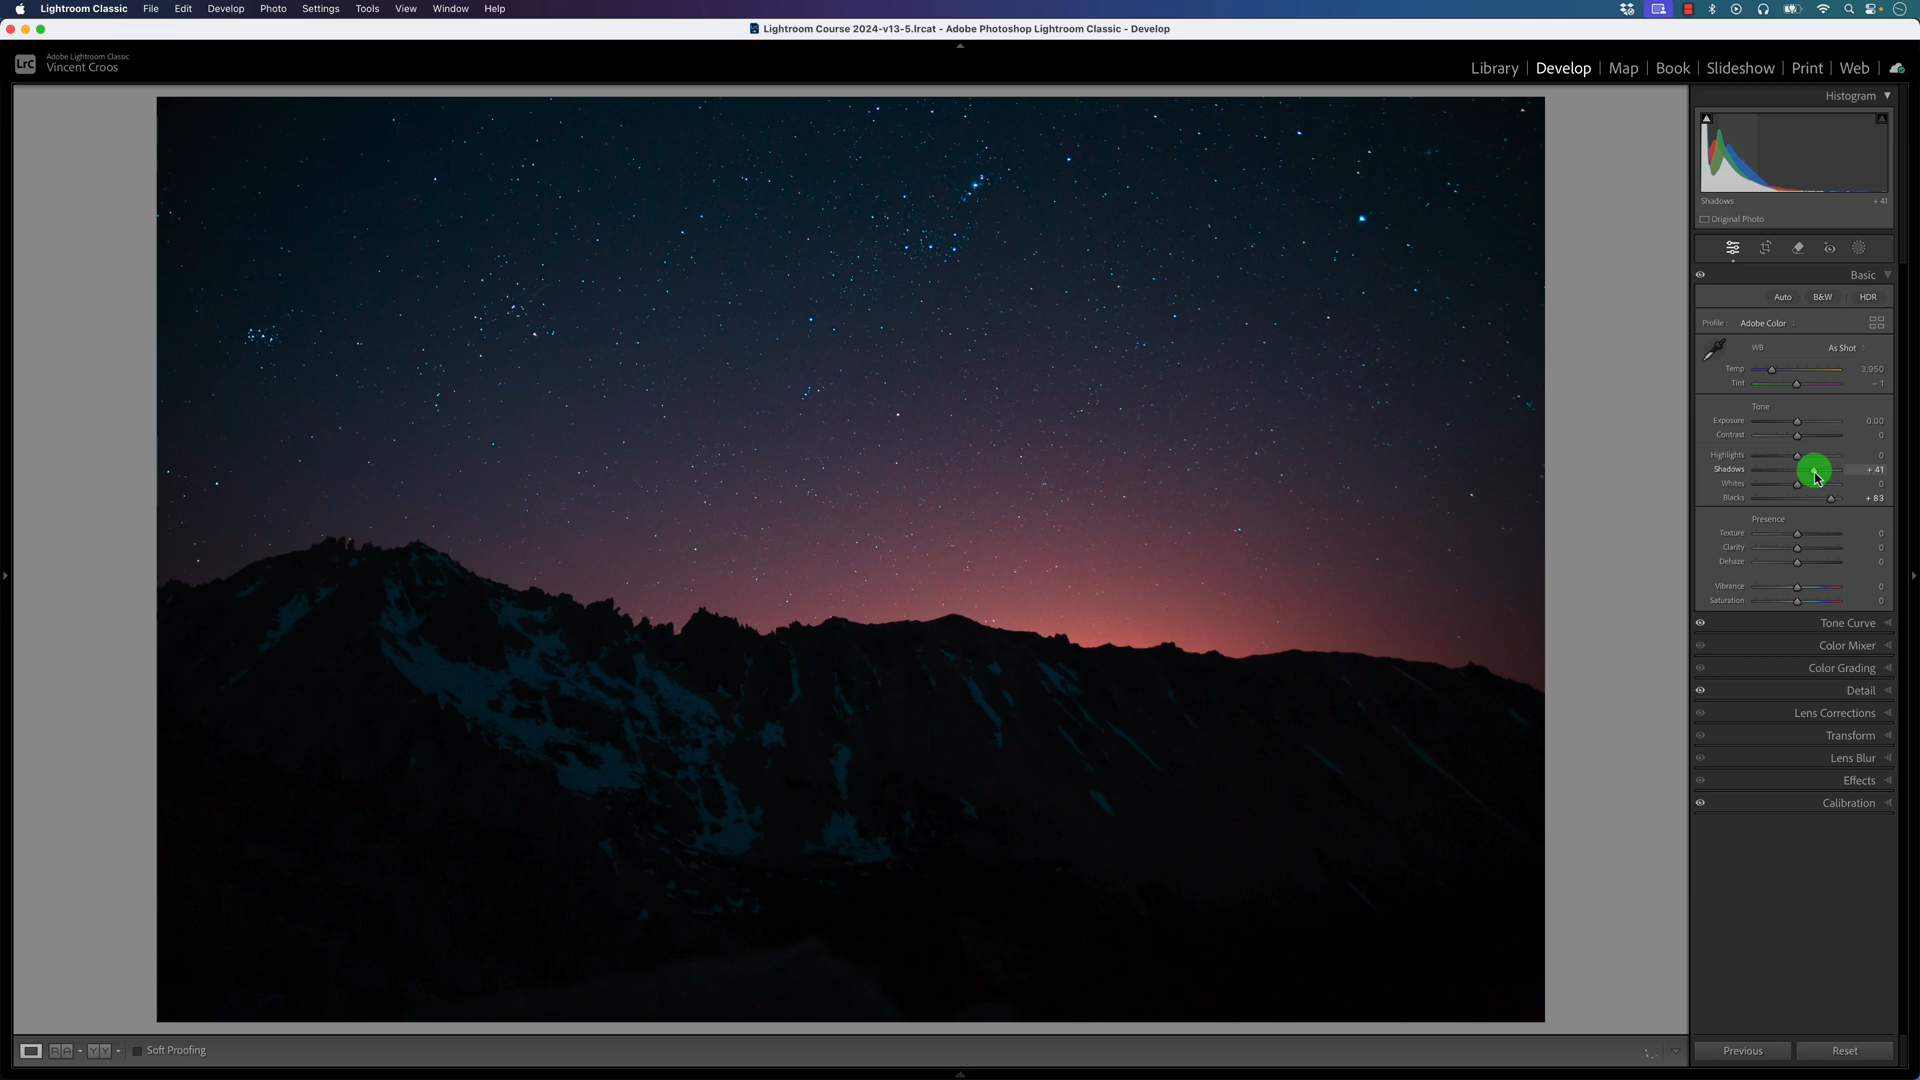 Lightroom Classic File Edit Develop Photo Settings Tools View Window Help
Lightroom Course 2024-v13-5.lrcat - Adobe Photoshop Lightroom Classic - Develop
LrC
Adobe Lightroom Classic
Vincent Croos
Library | Develop | Map | Book | Slideshow | Print | Web
Histogram
Shadows + 41
Original Photo
Basic
Auto B&W HDR
Profile : Adobe Color
WB : As Shot
Temp 3,950
Tint - 1
Tone
Exposure 0.00
Contrast 0
Highlights 0
Shadows + 41
Whites 0
Blacks + 83
Presence
Texture 0
Clarity 0
Dehaze 0
Vibrance 0
Saturation 0
Tone Curve
Color Mixer
Color Grading
Detail
Lens Corrections
Transform
Lens Blur
Effects
Calibration
R A Y Y Soft Proofing
Previous Reset